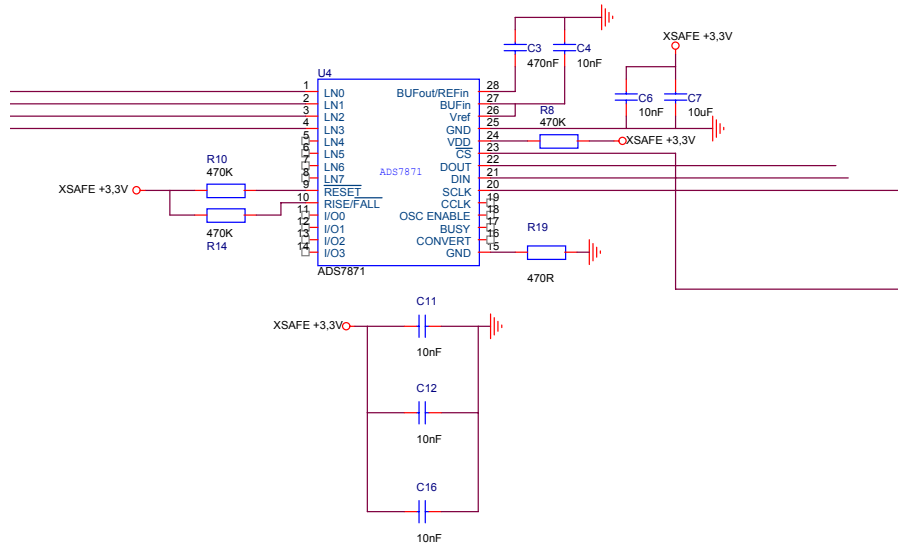 XSAFE +3,3V
C3
C4
470nF
10nF
C6
C7
10nF
10uF
U4
1 LN0 BUFout/REFin 28
2 LN1 BUFin 27
3 LN2 Vref 26
4 LN3 GND 25
5 LN4 VDD 24
6 LN5 CS 23
7 LN6 DOUT 22
8 LN7 DIN 21
9 RESET SCLK 20
10 RISE/FALL CCLK 19
11 I/O0 OSC ENABLE 18
12 I/O1 BUSY 17
13 I/O2 CONVERT 16
14 I/O3 GND 15
ADS7871
ADS7871
R8
470K
XSAFE +3,3V
R10
470K
XSAFE +3,3V
470K
R14
R19
470R
C11
XSAFE +3,3V
10nF
C12
10nF
C16
10nF